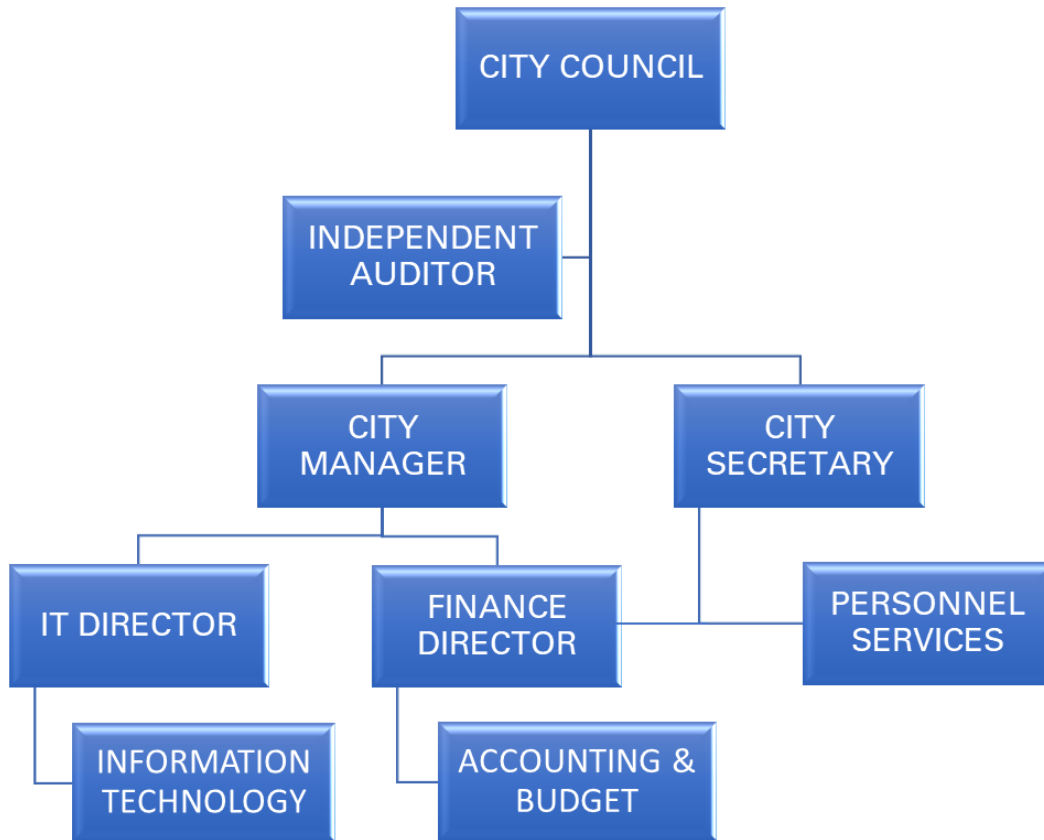 CITY COUNCIL
INDEPENDENT
AUDITOR
CITY
MANAGER
CITY
SECRETARY
IT DIRECTOR
FINANCE
DIRECTOR
PERSONNEL
SERVICES
INFORMATION
TECHNOLOGY
ACCOUNTING &
BUDGET